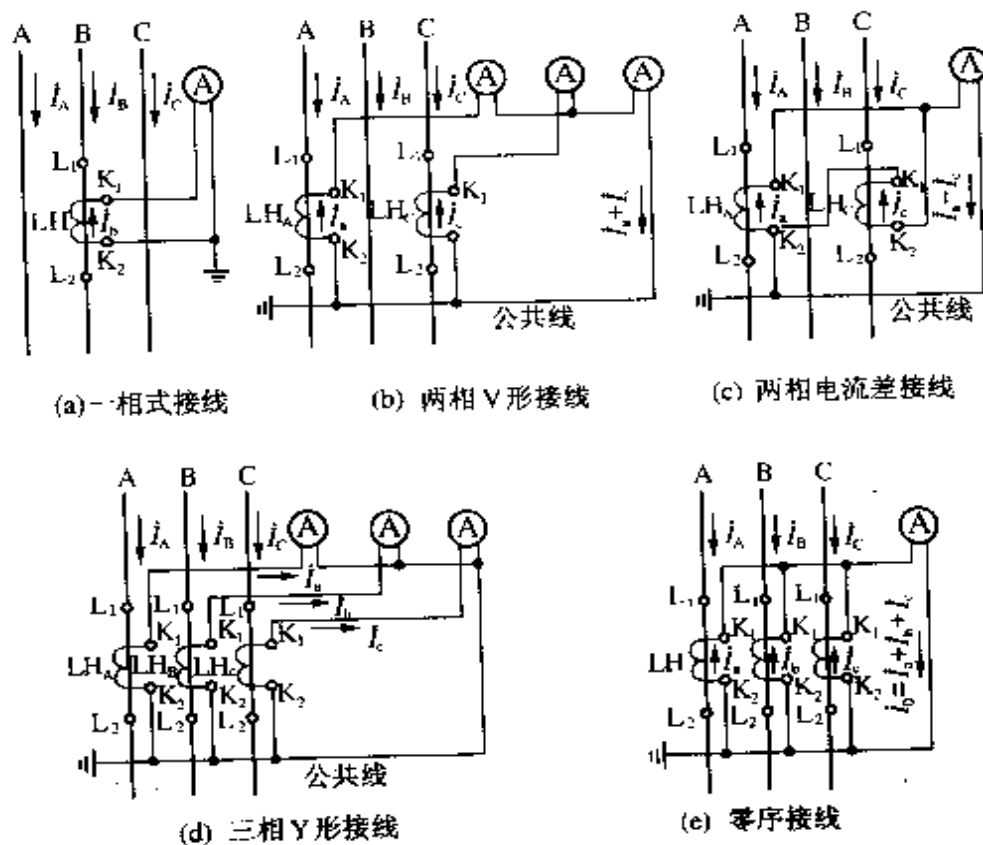 A B C
İA İB İC
A
L1
K1
LH İb
K2
L2
(a)一相式接线
A B C
İA İB İC
A A A
L1 L1
K1 K1
LHA İa LHC İc
K2
L2 L2
İa + İc
公共线
(b) 两相V形接线
A B C
İA İB İC
A
L1 L1
K1 K1
LHA İa LHC İc
K2 K2
L2 L2
İa − İc
公共线
(c) 两相电流差接线
A B C
İA İB İC
A A A
İa
İb
İc
L1 L1 L1
K1 K1 K1
LHA LHB LHC
K2 K2 K2
L2 L2 L2
公共线
(d) 三相Y形接线
A B C
İA İB İC
A
L1 L1 L1
K1 K1 K1
LH İa İb İc
K2 K2 K2
L2 L2 L2
İ0 = İa + İb + İc
(e) 零序接线